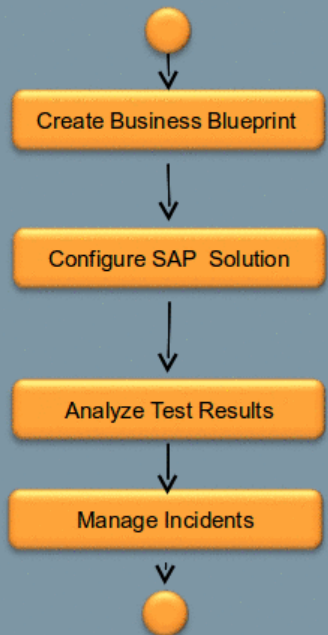 Create Business Blueprint
Configure SAP Solution
Analyze Test Results
Manage Incidents